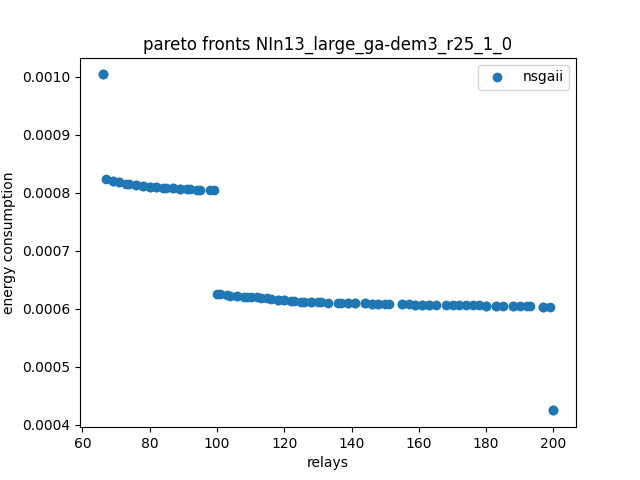 pareto fronts NIn13_large_ga-dem3_r25_1_0
nsgaii
0.0010
0.0009
0.0008
0.0007
0.0006
0.0005
0.0004
energy consumption
60 80 100 120 140 160 180 200
relays